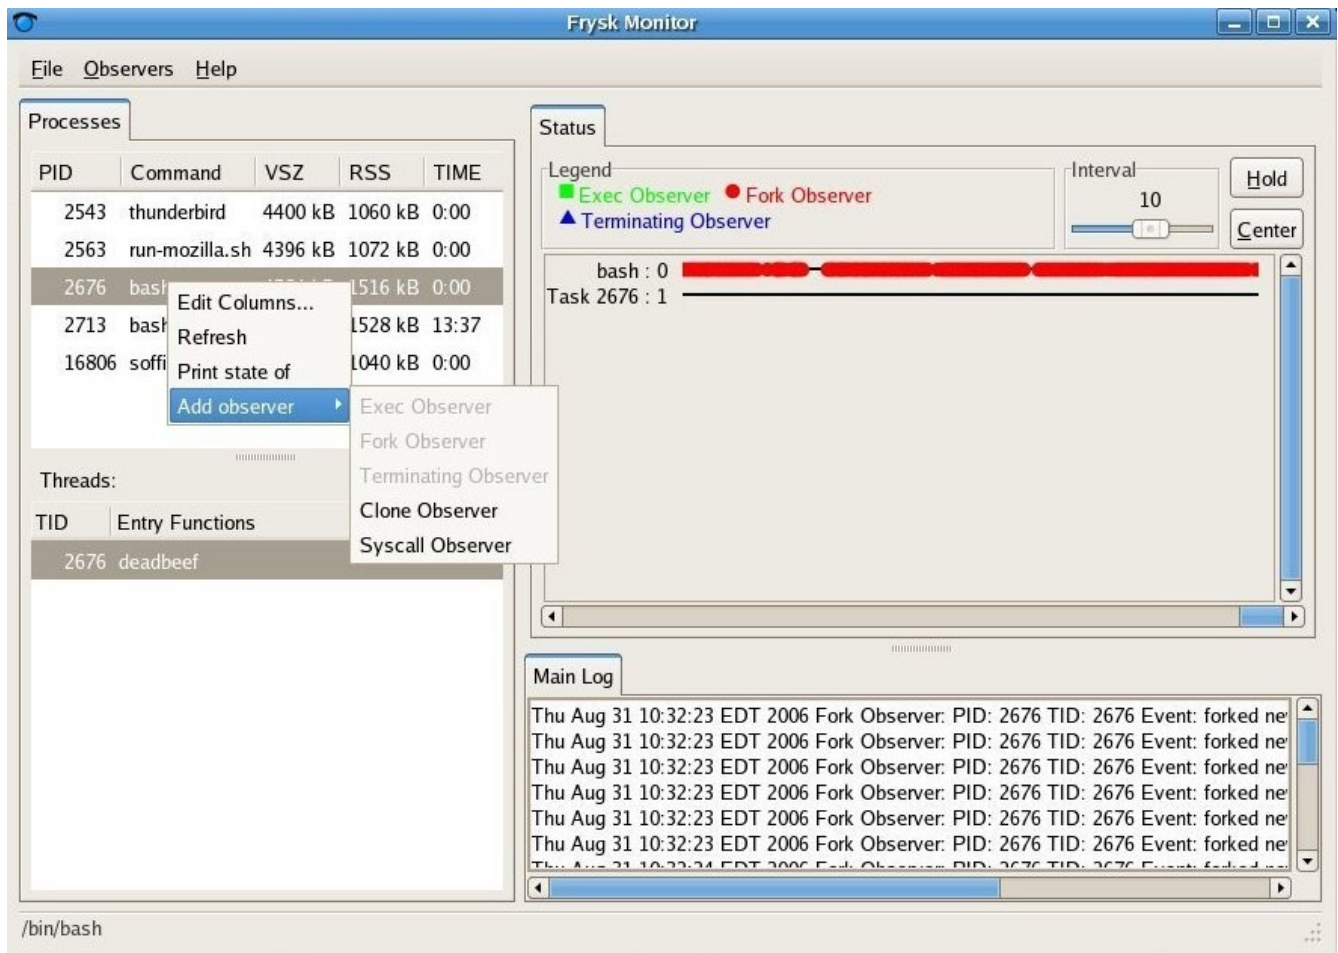 Frysk Monitor
File Observers Help
Processes
PID Command VSZ RSS TIME
2543 thunderbird 4400 kB 1060 kB 0:00
2563 run-mozilla.sh 4396 kB 1072 kB 0:00
2676 1516 kB 0:00
2713 1528 kB 13:37
16806 1040 kB 0:00
Edit Columns...
Refresh
Print state of
Add observer
Exec Observer
Fork Observer
Terminating Observer
Clone Observer
Syscall Observer
Threads:
TID Entry Functions
2676 deadbeef
Status
Legend
Exec Observer Fork Observer
Terminating Observer
Interval
10
Hold
Center
bash : 0
Task 2676 : 1
Main Log
Thu Aug 31 10:32:23 EDT 2006 Fork Observer: PID: 2676 TID: 2676 Event: forked
Thu Aug 31 10:32:23 EDT 2006 Fork Observer: PID: 2676 TID: 2676 Event: forked
Thu Aug 31 10:32:23 EDT 2006 Fork Observer: PID: 2676 TID: 2676 Event: forked
Thu Aug 31 10:32:23 EDT 2006 Fork Observer: PID: 2676 TID: 2676 Event: forked
Thu Aug 31 10:32:23 EDT 2006 Fork Observer: PID: 2676 TID: 2676 Event: forked
Thu Aug 31 10:32:23 EDT 2006 Fork Observer: PID: 2676 TID: 2676 Event: forked
/bin/bash